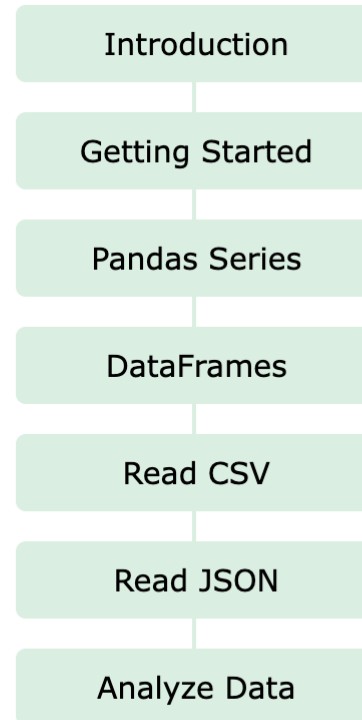 Introduction
Getting Started
Pandas Series
DataFrames
Read CSV
Read JSON
Analyze Data